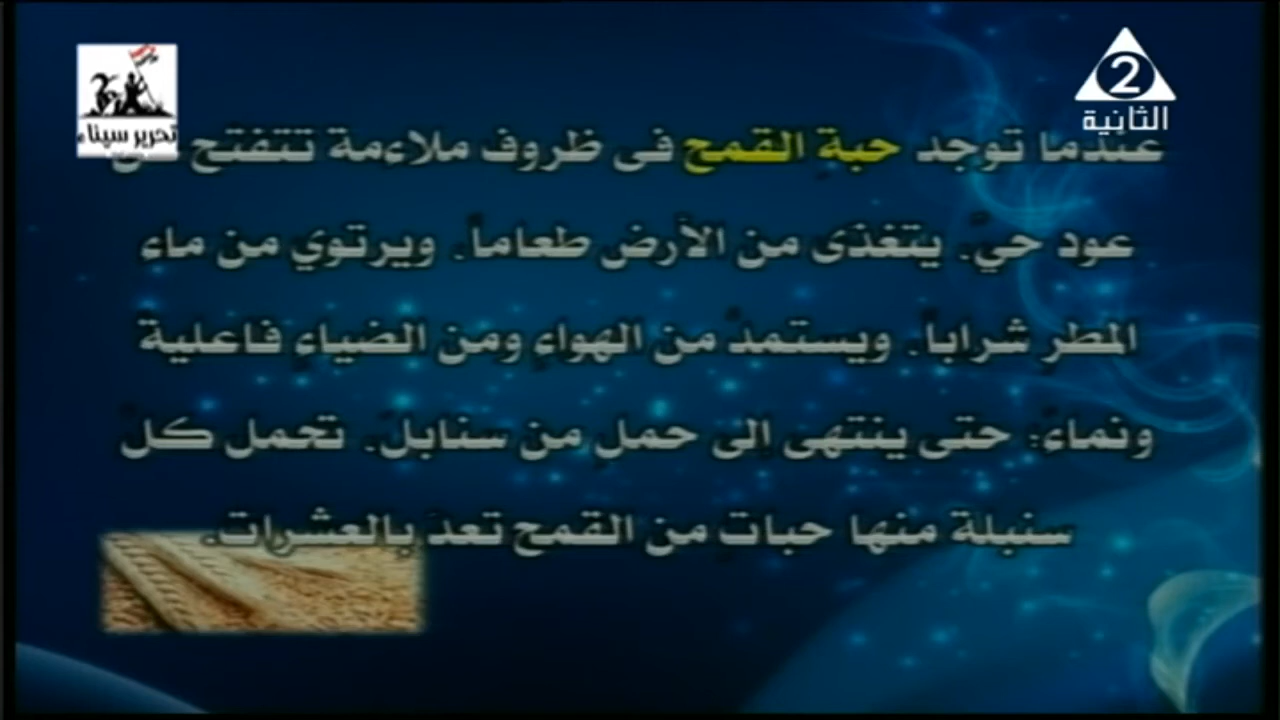 تحرير سيناء
2
الثانية
عندما توجد حبة القمح فى ظروف ملاءمة تتفتح
عود حيّ. يتغذى من الأرض طعاماً. ويرتوي من ماء
المطر شراباً. ويستمدّ من الهواءِ ومن الضياءِ فاعلية
ونماءً؛ حتى ينتهى إلى حملٍ من سنابل. تحمل كلّ
سنبلة منها حبات من القمح تعدّ بالعشرات.